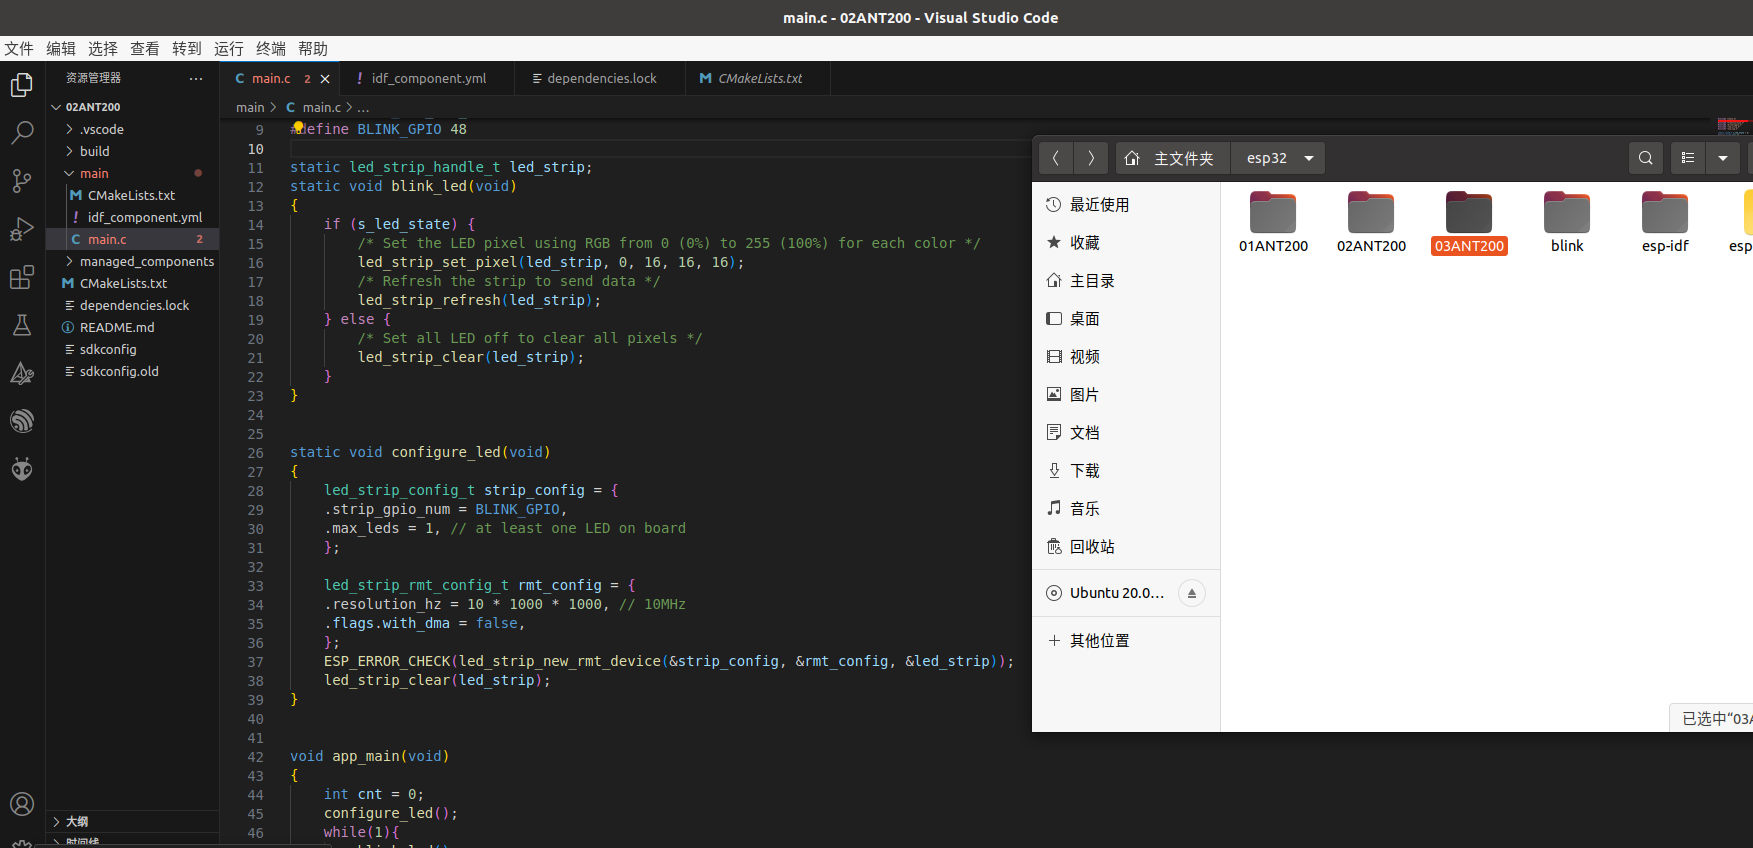 main.c - 02ANT200 - Visual Studio Code
文件 编辑 选择 查看 转到 运行 终端 帮助
资源管理器 ...
02ANT200
.vscode
build
main
CMakeLists.txt
idf_component.yml
main.c 2
managed_components
CMakeLists.txt
dependencies.lock
README.md
sdkconfig
sdkconfig.old
大纲
时间线
main.c 2 idf_component.yml dependencies.lock CMakeLists.txt
main > C main.c > ...
9 #define BLINK_GPIO 48
10
11 static led_strip_handle_t led_strip;
12 static void blink_led(void)
13 {
14 if (s_led_state) {
15 /* Set the LED pixel using RGB from 0 (0%) to 255 (100%) for each color */
16 led_strip_set_pixel(led_strip, 0, 16, 16, 16);
17 /* Refresh the strip to send data */
18 led_strip_refresh(led_strip);
19 } else {
20 /* Set all LED off to clear all pixels */
21 led_strip_clear(led_strip);
22 }
23 }
24
25
26 static void configure_led(void)
27 {
28 led_strip_config_t strip_config = {
29 .strip_gpio_num = BLINK_GPIO,
30 .max_leds = 1, // at least one LED on board
31 };
32
33 led_strip_rmt_config_t rmt_config = {
34 .resolution_hz = 10 * 1000 * 1000, // 10MHz
35 .flags.with_dma = false,
36 };
37 ESP_ERROR_CHECK(led_strip_new_rmt_device(&strip_config, &rmt_config, &led_strip));
38 led_strip_clear(led_strip);
39 }
40
41
42 void app_main(void)
43 {
44 int cnt = 0;
45 configure_led();
46 while(1){
主文件夹 esp32
最近使用
收藏
主目录
桌面
视频
图片
文档
下载
音乐
回收站
Ubuntu 20.0...
其他位置
01ANT200 02ANT200 03ANT200 blink esp-idf esp
已选中“03A